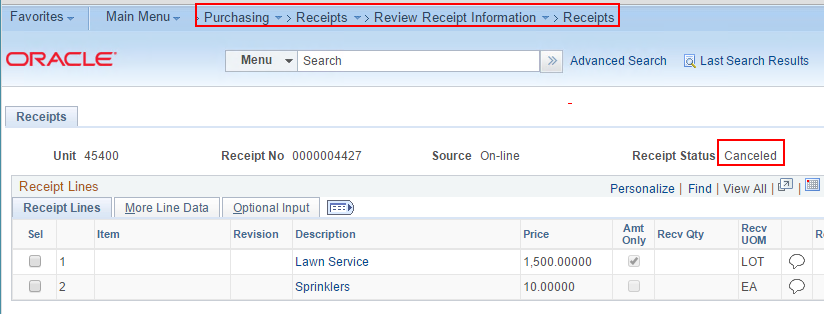 Favorites Main Menu > Purchasing > Receipts > Review Receipt Information > Receipts
ORACLE
Menu Search » Advanced Search Last Search Results
Receipts
Unit 45400 Receipt No 0000004427 Source On-line Receipt Status Canceled
Receipt Lines Personalize | Find | View All | |
Receipt Lines More Line Data Optional Input
Sel Item Revision Description Price Amt Only Recv Qty Recv UOM
1 Lawn Service 1,500.00000 LOT
2 Sprinklers 10.00000 EA